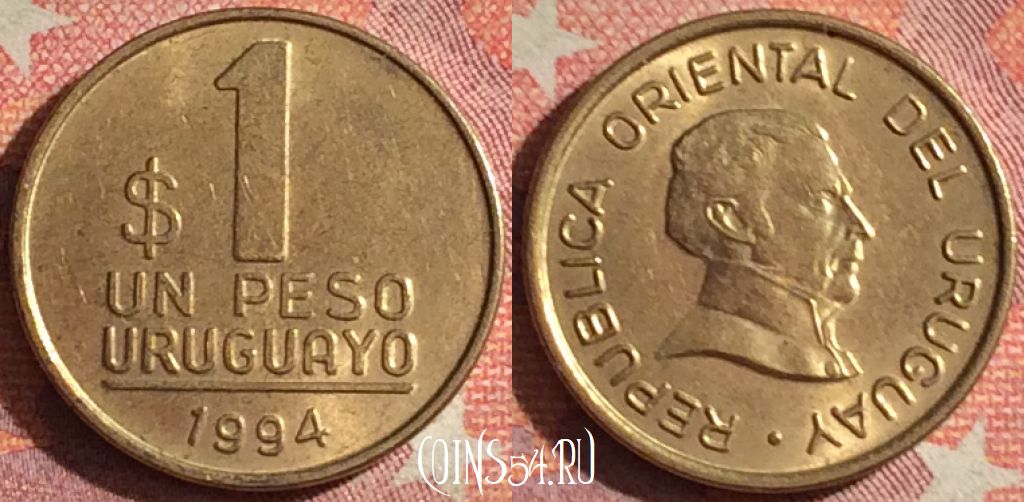 $ 1
UN PESO
URUGUAYO
1994
REPUBLICA ORIENTAL DEL URUGUAY ·
COINS54.RU